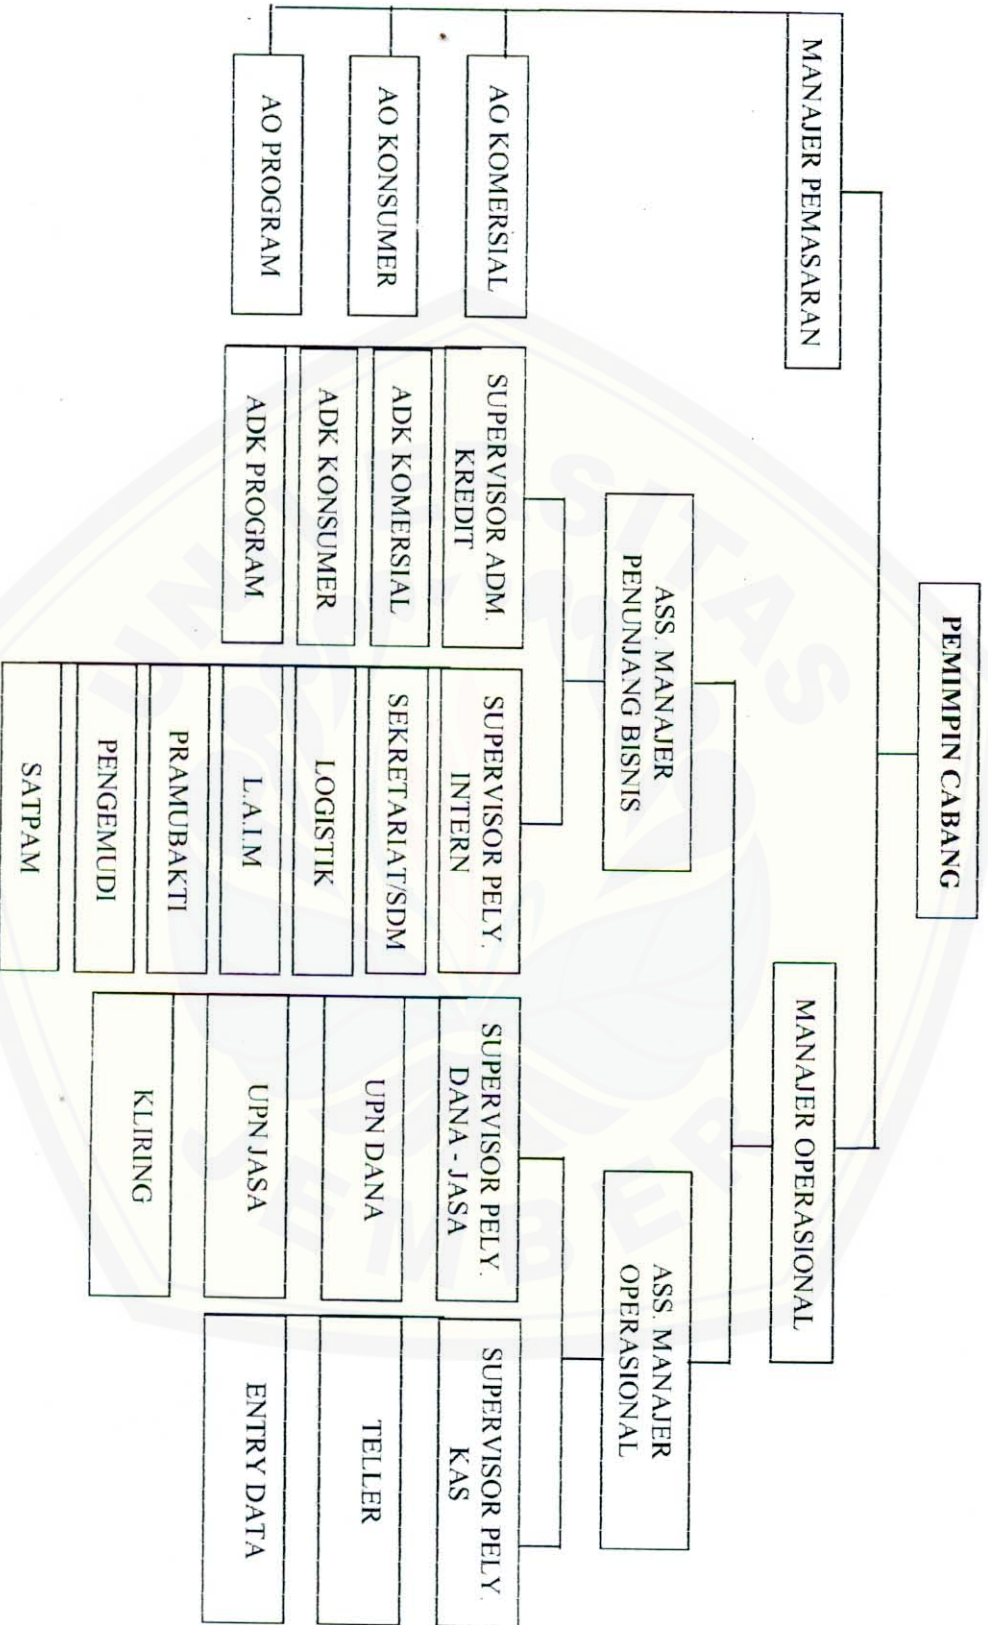 PEMIMPIN CABANG
MANAJER PEMASARAN
MANAJER OPERASIONAL
ASS. MANAJER
PENUNJANG BISNIS
ASS. MANAJER
OPERASIONAL
AO KOMERSIAL
AO KONSUMER
AO PROGRAM
SUPERVISOR ADM.
KREDIT
ADK KOMERSIAL
ADK KONSUMER
ADK PROGRAM
SUPERVISOR PELY.
INTERN
SEKRETARIAT/SDM
LOGISTIK
L.A.I.M
PRAMUBAKTI
PENGEMUDI
SATPAM
SUPERVISOR PELY.
DANA - JASA
UPN DANA
UPN JASA
KLIRING
SUPERVISOR PELY.
KAS
TELLER
ENTRY DATA
JEMBER